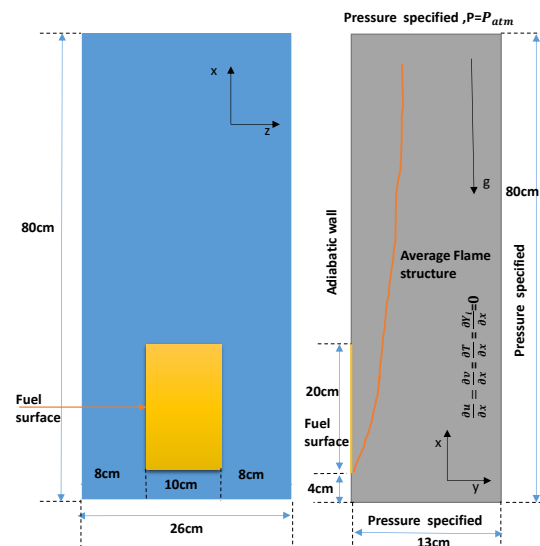 Pressure specified ,P=P_atm
x
z
80cm
Fuel
surface
8cm
10cm
8cm
26cm
g
80cm
Adiabatic wall
Average Flame
structure
Pressure specified
∂u/∂x = ∂v/∂x = ∂T/∂x = ∂Y_i/∂x =0
20cm
Fuel
surface
x
y
4cm
Pressure specified
13cm